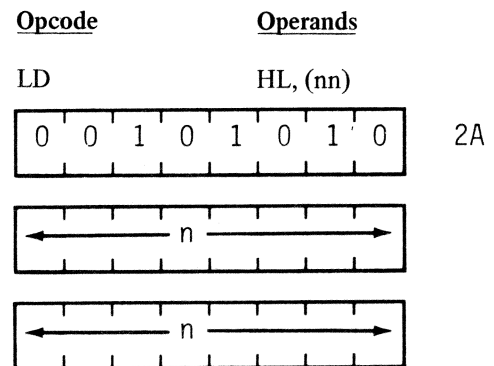 Opcode Operands
LD HL, (nn)
0 0 1 0 1 0 1 0 2A
n
n